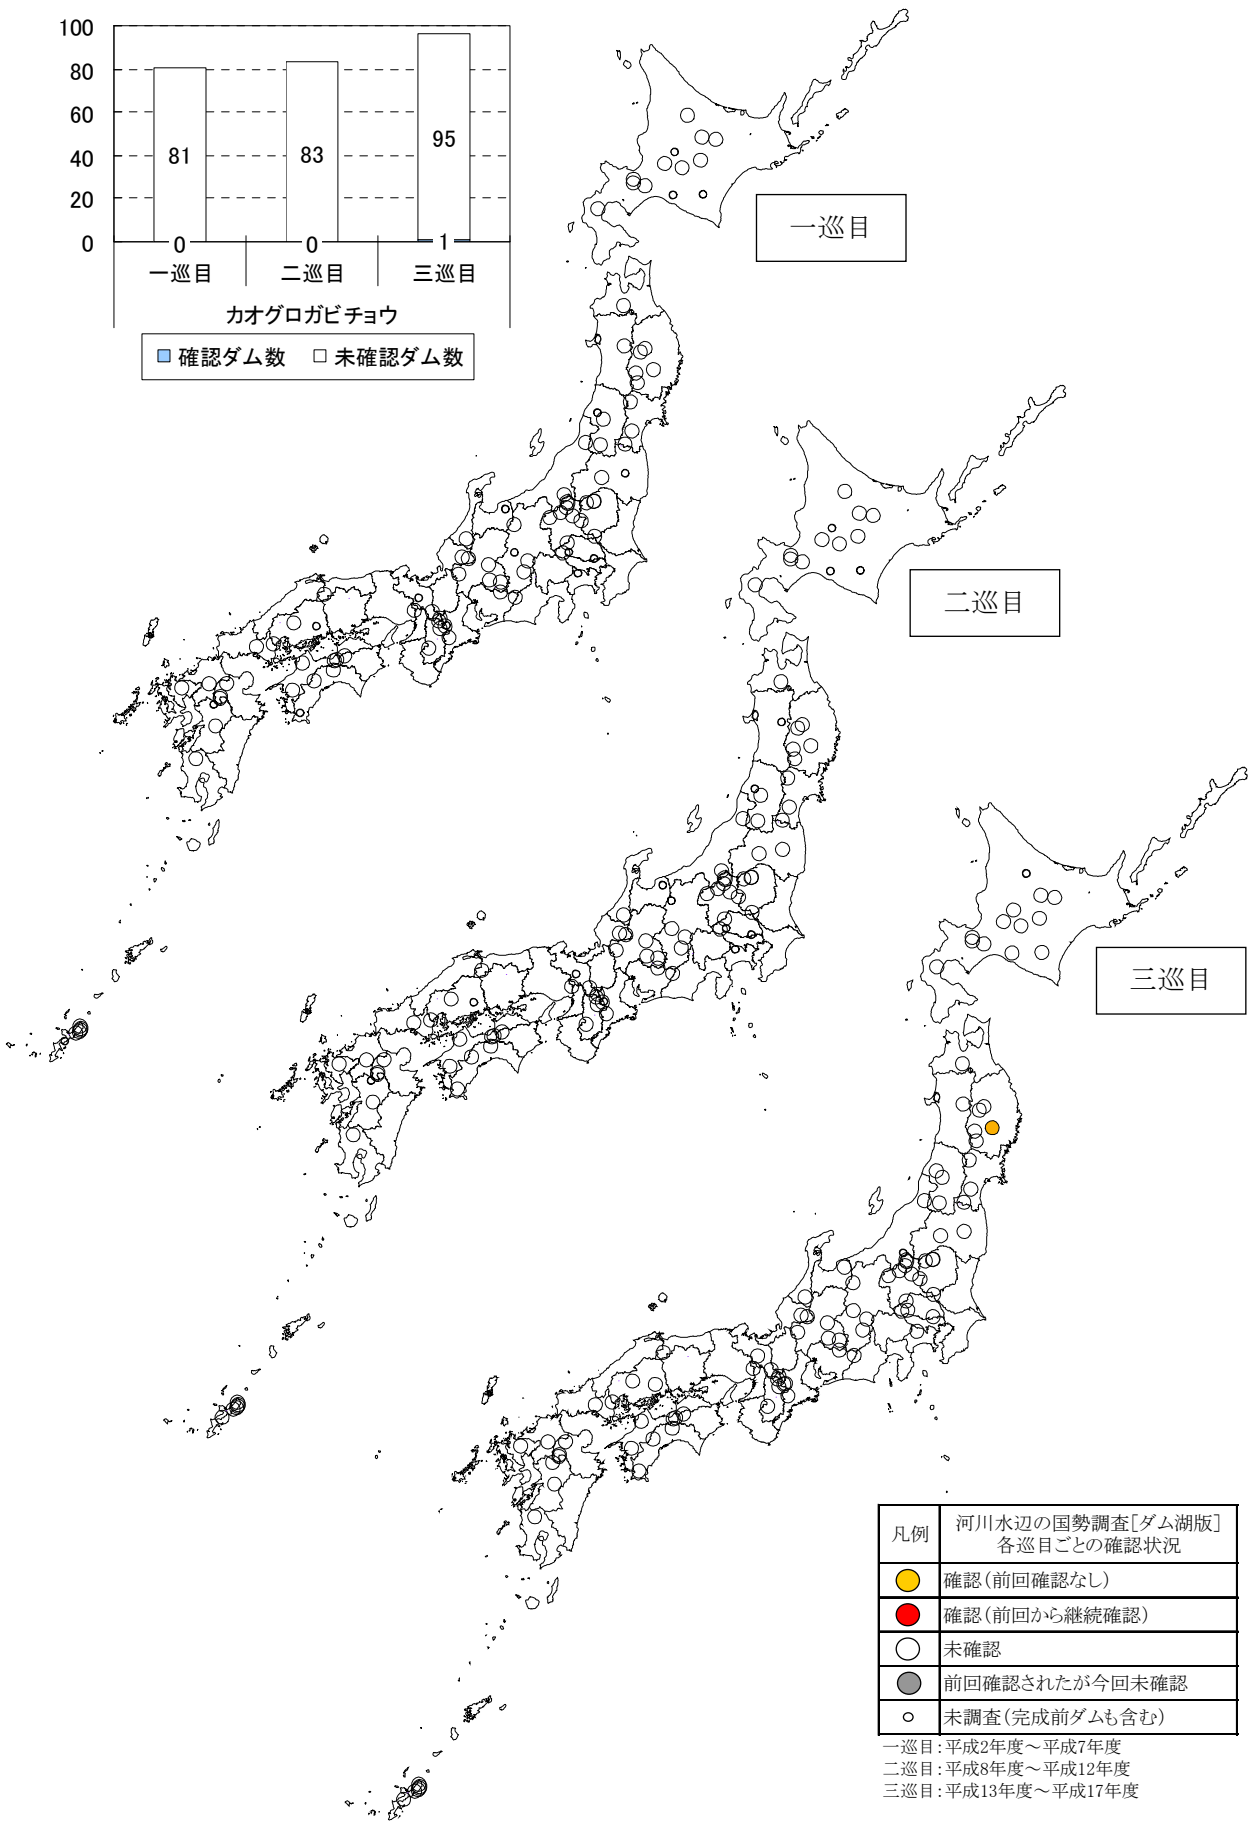 100
80
60
40
20
0
81
83
95
0
0
1
一巡目
二巡目
三巡目
カオグロガビチョウ
確認ダム数 未確認ダム数
一巡目
二巡目
三巡目
凡例
河川水辺の国勢調査[ダム湖版]
各巡目ごとの確認状況
確認(前回確認なし)
確認(前回から継続確認)
未確認
前回確認されたが今回未確認
未調査(完成前ダムも含む)
一巡目:平成2年度~平成7年度
二巡目:平成8年度~平成12年度
三巡目:平成13年度~平成17年度